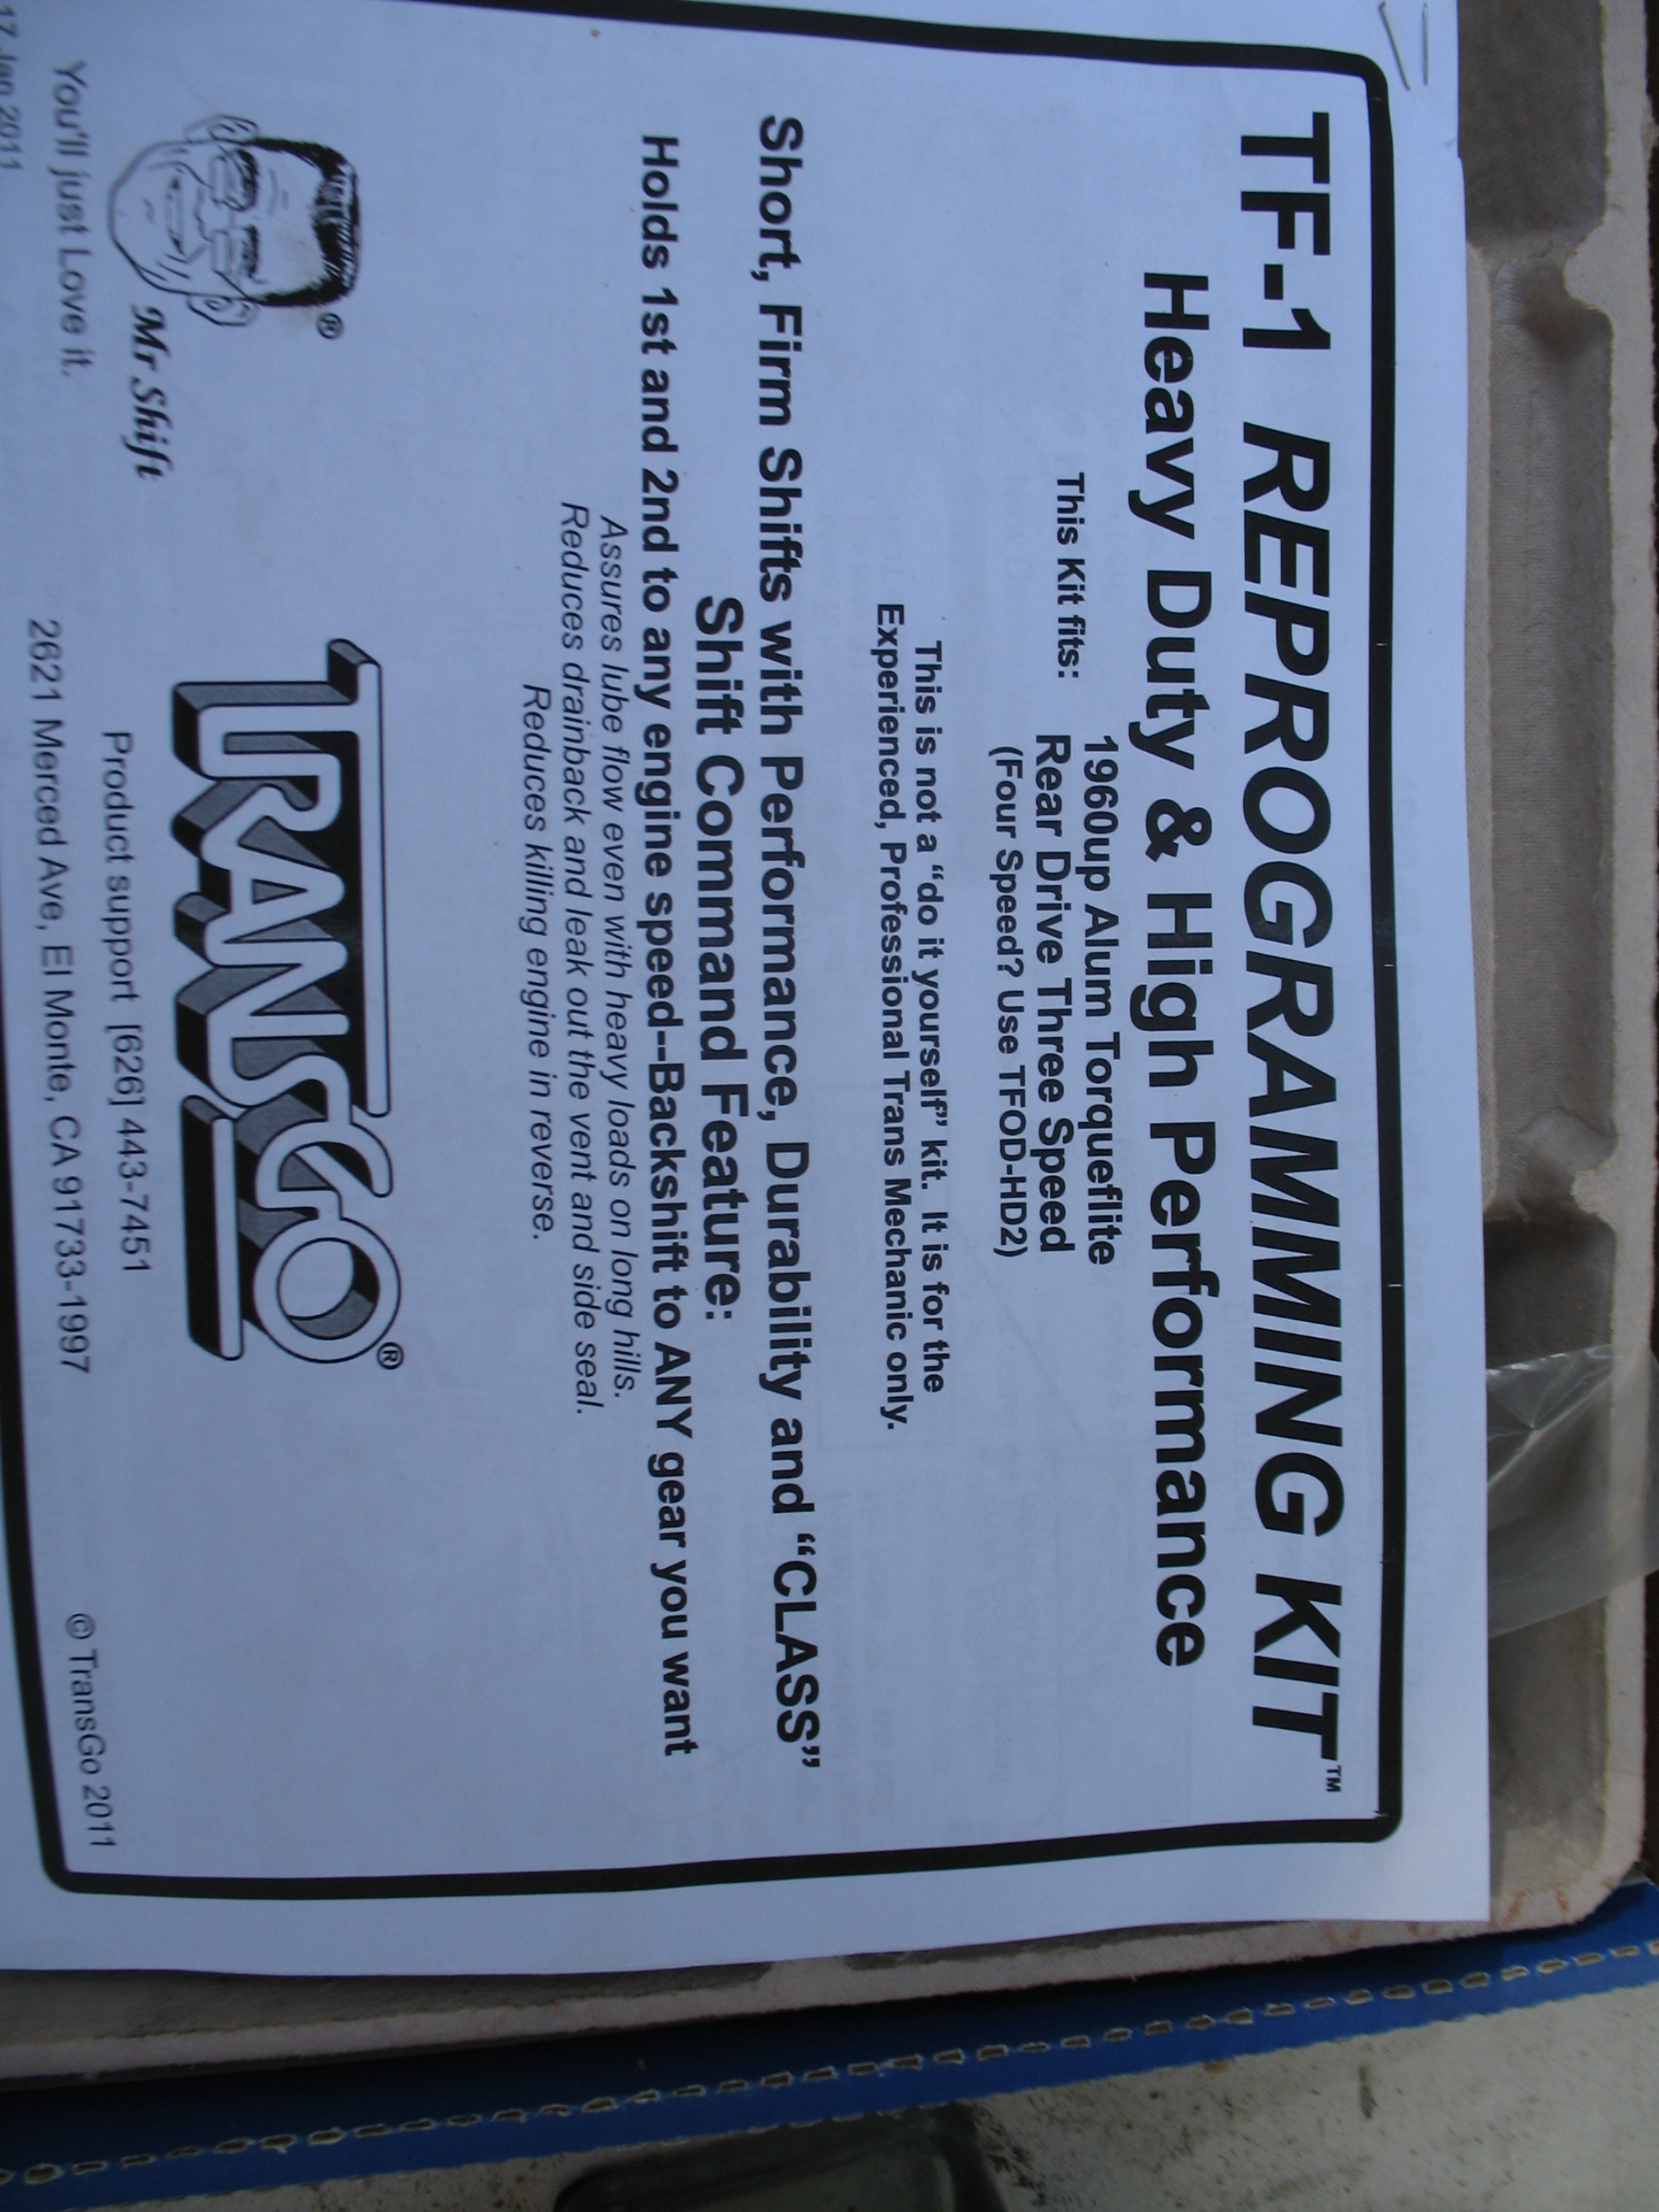 TF-1 REPROGRAMMING KIT™
Heavy Duty & High Performance
This Kit fits: 1960up Alum Torqueflite
Rear Drive Three Speed
(Four Speed? Use TFOD-HD2)
This is not a "do it yourself" kit. It is for the
Experienced, Professional Trans Mechanic only.
Short, Firm Shifts with Performance, Durability and "CLASS"
Shift Command Feature:
Holds 1st and 2nd to any engine speed--Backshift to ANY gear you want
Assures lube flow even with heavy loads on long hills.
Reduces drainback and leak out the vent and side seal.
Reduces killing engine in reverse.
®
Mr Shift
TRANSGO®
You'll just Love it.
Product support [626] 443-7451
2621 Merced Ave, El Monte, CA 91733-1997
© TransGo 2011
17 Jan 2011